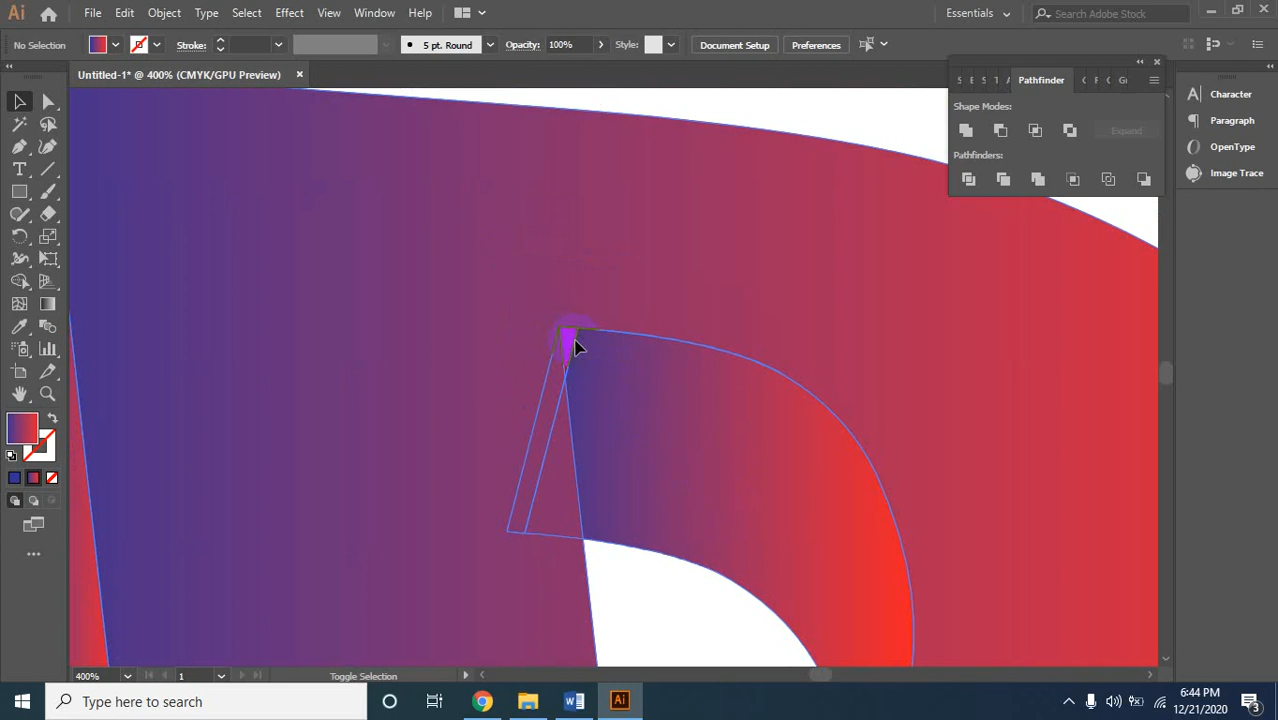 Ai File Edit Object Type Select Effect View Window Help Essentials Search Adobe Stock
No Selection Stroke: 5 pt. Round Opacity: 100% Style: Document Setup Preferences
Untitled-1* @ 400% (CMYK/GPU Preview)
Pathfinder
Shape Modes:
Expand
Pathfinders:
Character
Paragraph
OpenType
Image Trace
400% 1 Toggle Selection
Type here to search
Ai
6:44 PM
12/21/2020
3